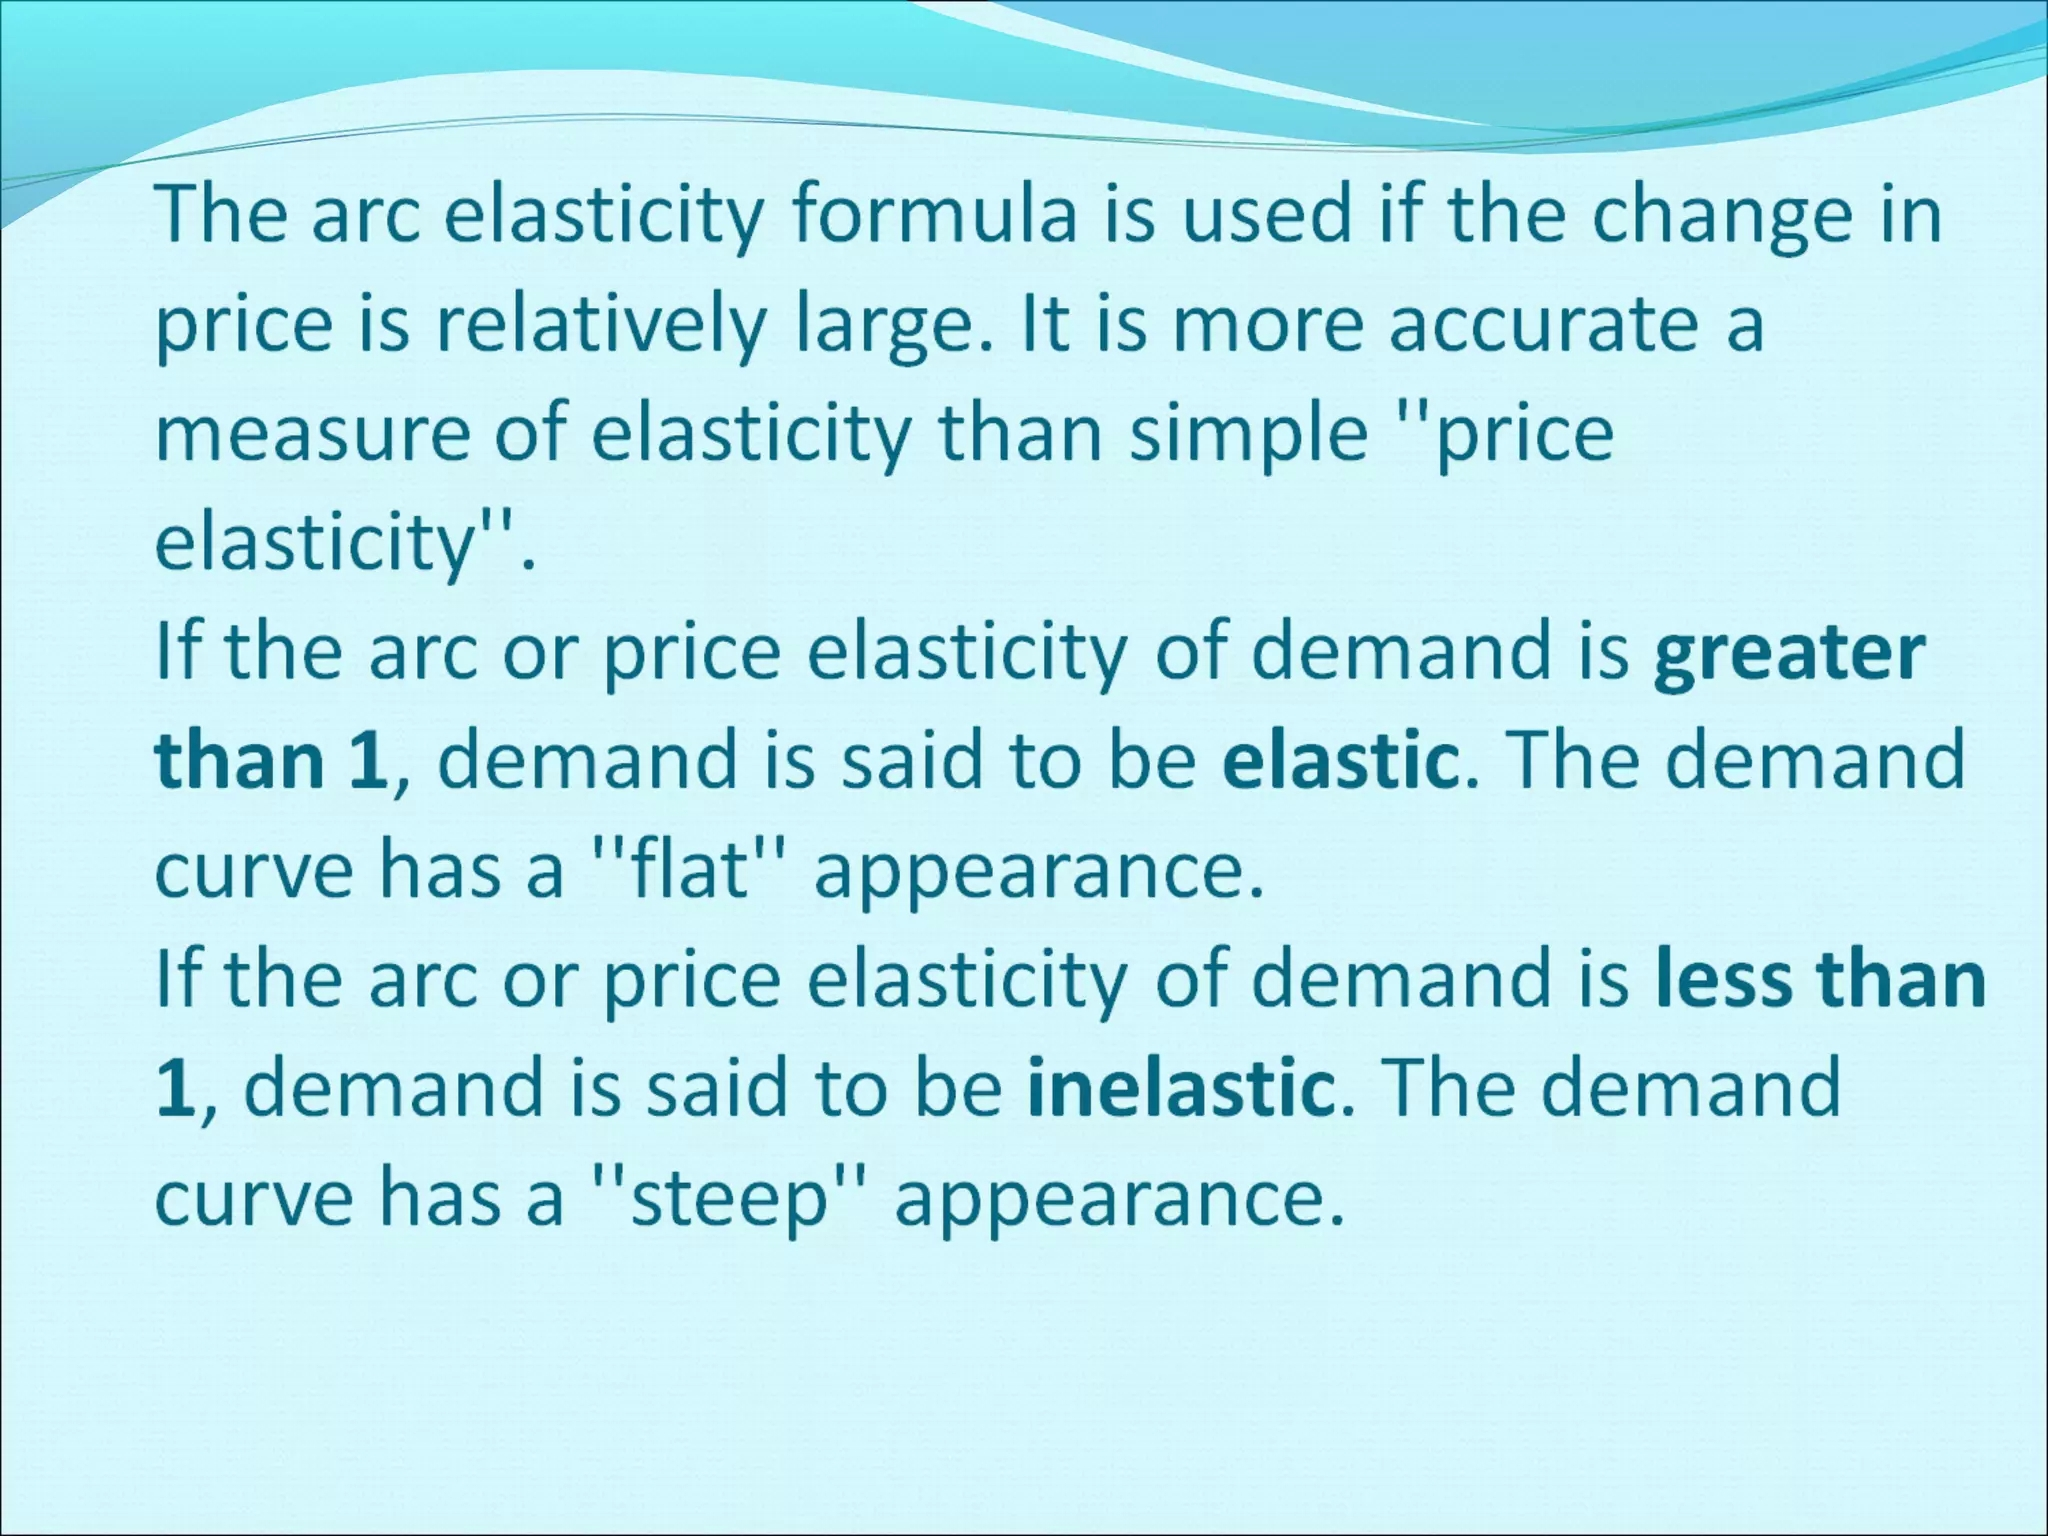 The arc elasticity formula is used if the change in
price is relatively large. It is more accurate a
measure of elasticity than simple "price
elasticity".
If the arc or price elasticity of demand is greater
than 1, demand is said to be elastic. The demand
curve has a "flat" appearance.
If the arc or price elasticity of demand is less than
1, demand is said to be inelastic. The demand
curve has a "steep" appearance.